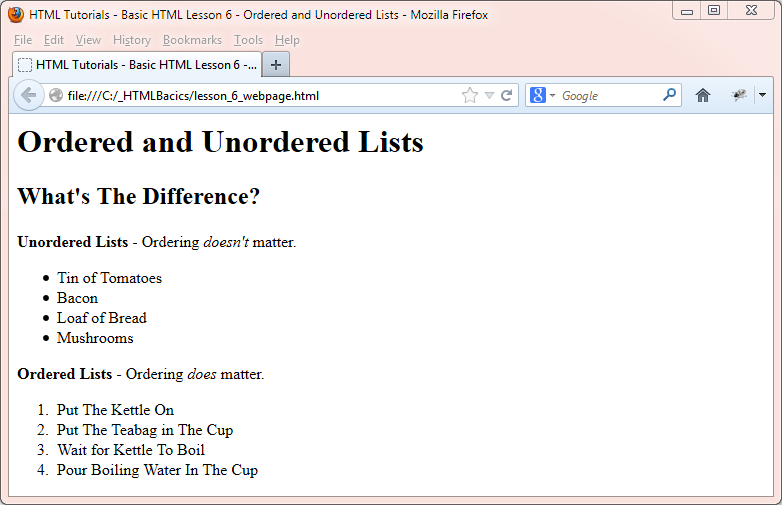 HTML Tutorials - Basic HTML Lesson 6 - Ordered and Unordered Lists - Mozilla Firefox
File Edit View History Bookmarks Tools Help
HTML Tutorials - Basic HTML Lesson 6 -...
file:///C:/_HTMLBacics/lesson_6_webpage.html
8 Google
Ordered and Unordered Lists
What's The Difference?
Unordered Lists - Ordering doesn't matter.
• Tin of Tomatoes
• Bacon
• Loaf of Bread
• Mushrooms
Ordered Lists - Ordering does matter.
1. Put The Kettle On
2. Put The Teabag in The Cup
3. Wait for Kettle To Boil
4. Pour Boiling Water In The Cup